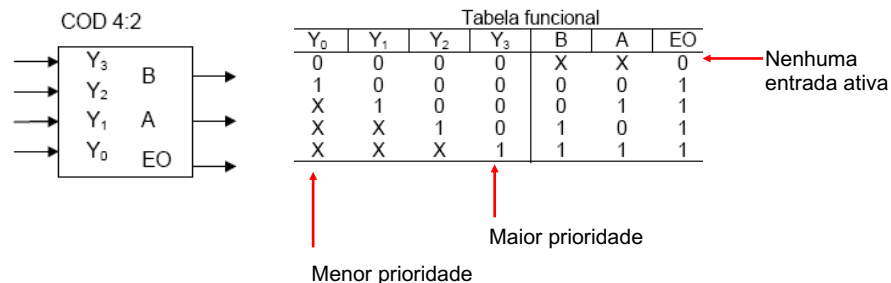 COD 4:2
Y₃ B
Y₂
Y₁ A
Y₀ EO
Tabela funcional
Y₀ Y₁ Y₂ Y₃ B A EO
0 0 0 0 X X 0
1 0 0 0 0 0 1
X 1 0 0 0 1 1
X X 1 0 1 0 1
X X X 1 1 1 1
Nenhuma
entrada ativa
Maior prioridade
Menor prioridade